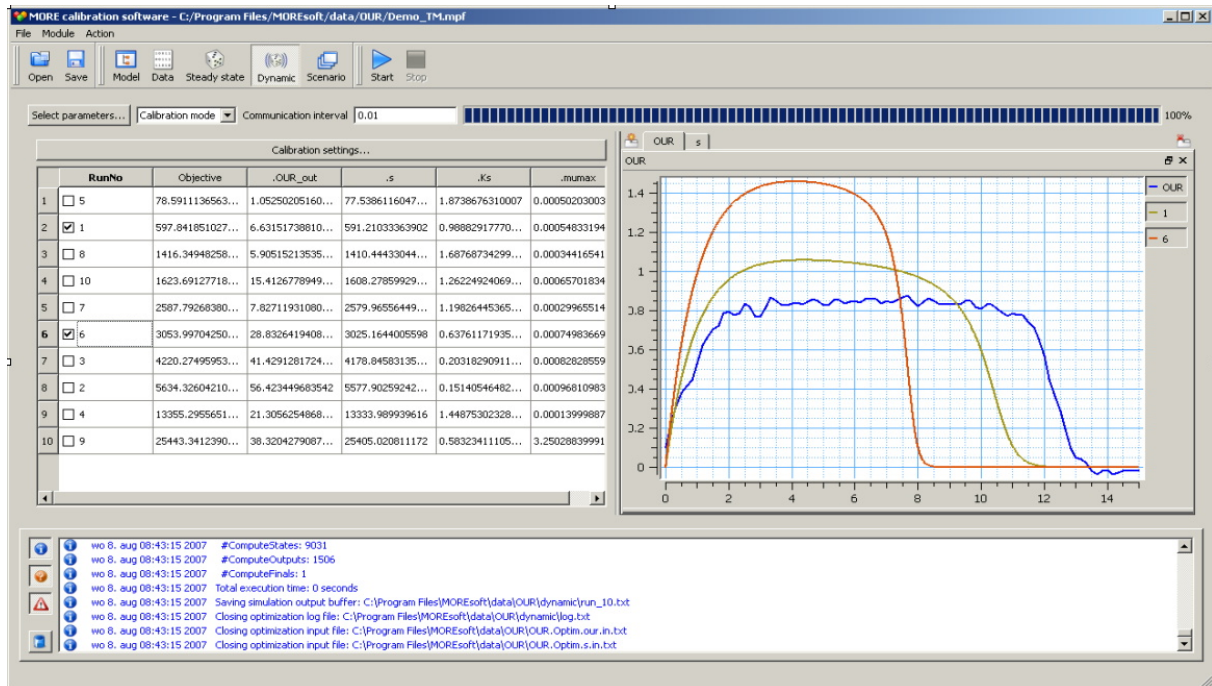 MORE calibration software - C:/Program Files/MOREsoft/data/OUR/Demo_TM.mpf
File Module Action
Open Save Model Data Steady state Dynamic Scenario Start Stop
Select parameters... Calibration mode Communication interval 0.01 100%
Calibration settings...
RunNo Objective .OUR_out .s .Ks .mumax
1 5 78.5911136563... 1.05250205160... 77.5386116047... 1.8738676310007 0.00050203003
2 1 597.841851027... 6.63151738810... 591.21033363902 0.98882917770... 0.00054833194
3 8 1416.34948258... 5.90515213535... 1410.44433044... 1.68768734299... 0.00034416541
4 10 1623.69127718... 15.4126778949... 1608.27859929... 1.26224924069... 0.00065701834
5 7 2587.79268380... 7.82711931080... 2579.96556449... 1.19826445365... 0.00029965514
6 6 3053.99704250... 28.8326419408... 3025.1644005598 0.63761171935... 0.00074983669
7 3 4220.27495953... 41.4291281724... 4178.84583135... 0.20318290911... 0.00082828559
8 2 5634.32604210... 56.423449683542 5577.90259242... 0.15140546482... 0.00096810983
9 4 13355.2955651... 21.3056254868... 13333.989939616 1.44875302328... 0.00013999887
10 9 25443.3412390... 38.3204279087... 25405.020811172 0.58323411105... 3.25028839991
OUR s
OUR
1.4
1.2
1
0.8
0.6
0.4
0.2
0
0 2 4 6 8 10 12 14
OUR
1
6
wo 8. aug 08:43:15 2007 #ComputeStates: 9031
wo 8. aug 08:43:15 2007 #ComputeOutputs: 1506
wo 8. aug 08:43:15 2007 #ComputeFinals: 1
wo 8. aug 08:43:15 2007 Total execution time: 0 seconds
wo 8. aug 08:43:15 2007 Saving simulation output buffer: C:\Program Files\MOREsoft\data\OUR\dynamic\run_10.txt
wo 8. aug 08:43:15 2007 Closing optimization log file: C:\Program Files\MOREsoft\data\OUR\dynamic\log.txt
wo 8. aug 08:43:15 2007 Closing optimization input file: C:\Program Files\MOREsoft\data\OUR\OUR.Optim.our.in.txt
wo 8. aug 08:43:15 2007 Closing optimization input file: C:\Program Files\MOREsoft\data\OUR\OUR.Optim.s.in.txt